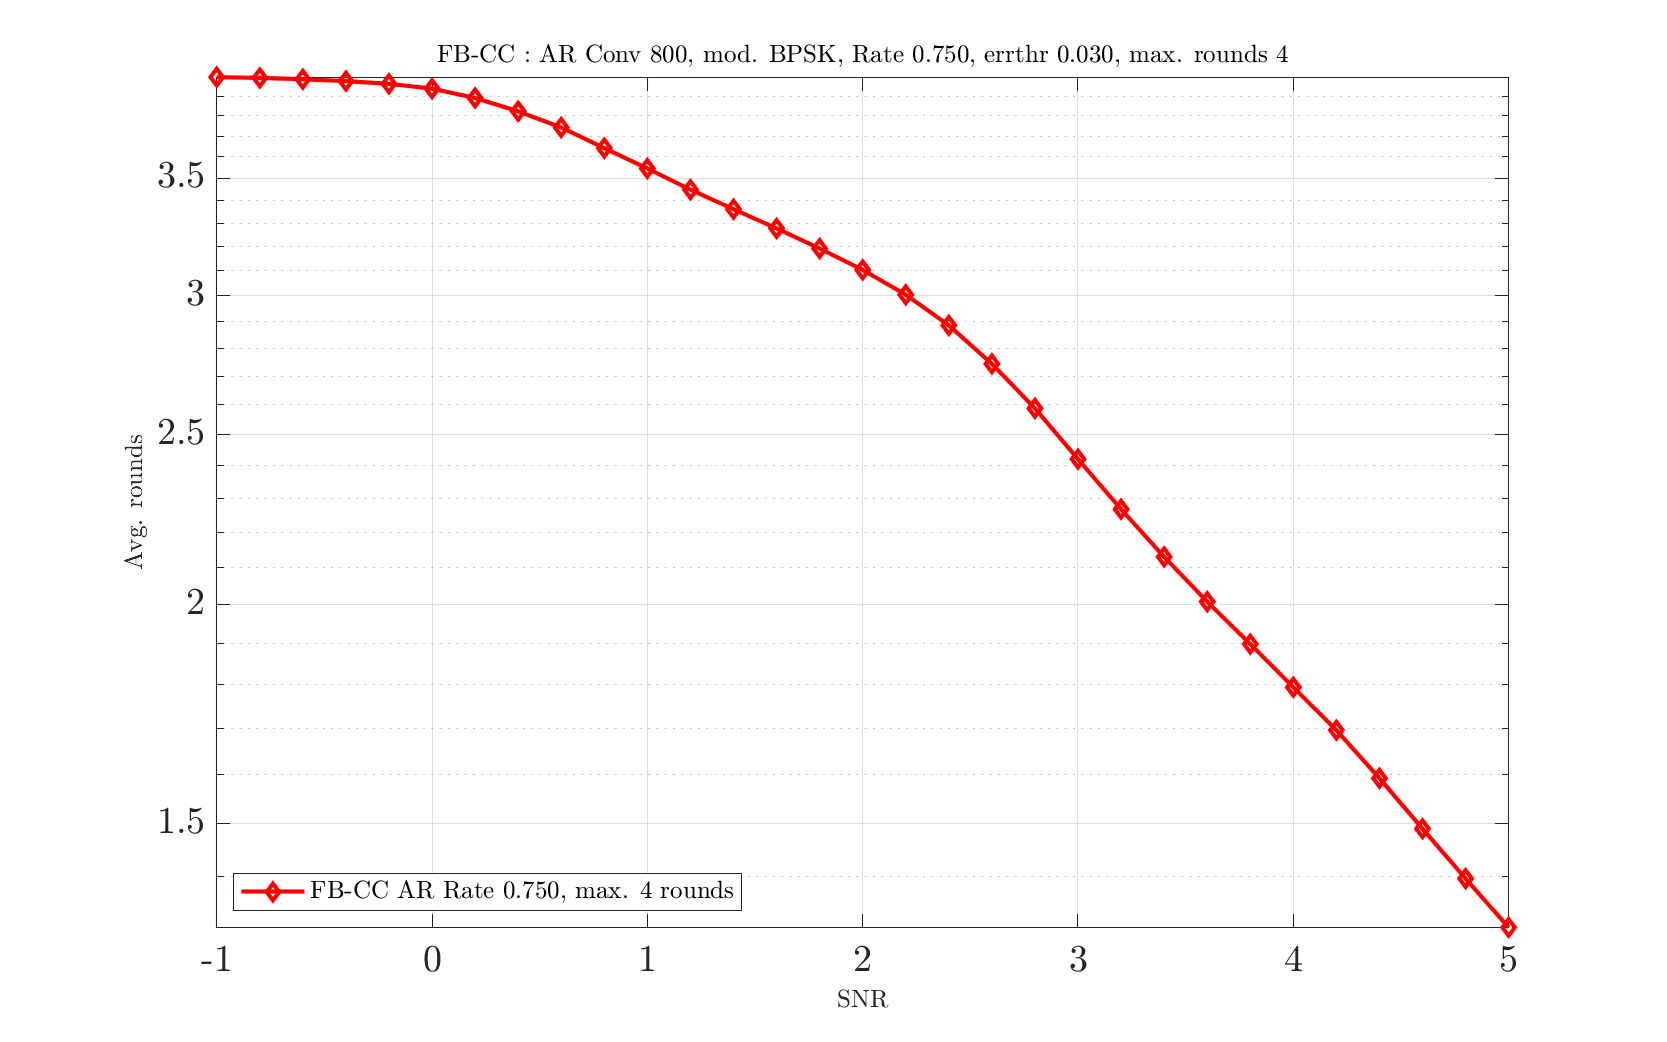 FB-CC : AR Conv 800, mod. BPSK, Rate 0.750, errthr 0.030, max. rounds 4
3.5
3
2.5
2
1.5
Avg. rounds
FB-CC AR Rate 0.750, max. 4 rounds
-1 0 1 2 3 4 5
SNR